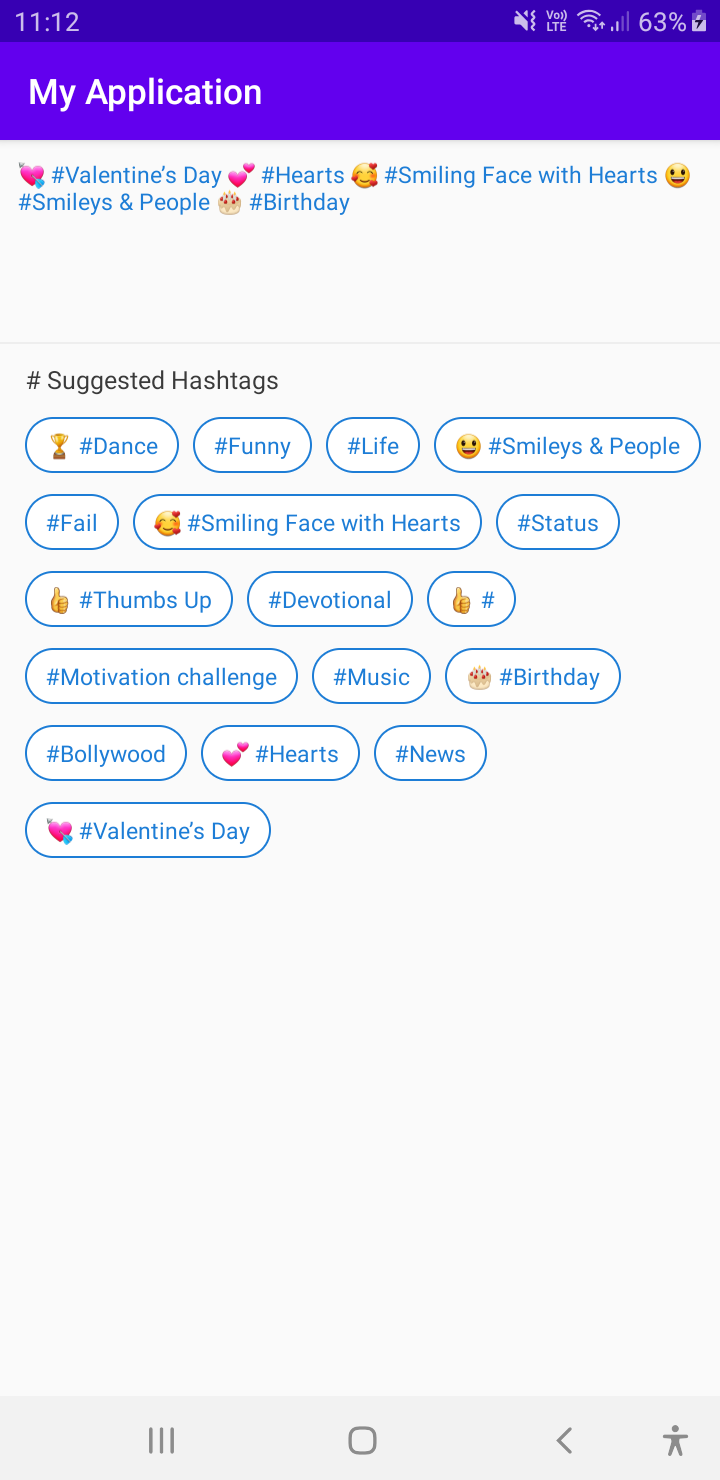 11:12 Vo)) LTE 63%
My Application
💘 #Valentine’s Day 💕 #Hearts 🥰 #Smiling Face with Hearts 😃
#Smileys & People 🎂 #Birthday
# Suggested Hashtags
🏆 #Dance #Funny #Life 😃 #Smileys & People
#Fail 🥰 #Smiling Face with Hearts #Status
👍 #Thumbs Up #Devotional 👍 #
#Motivation challenge #Music 🎂 #Birthday
#Bollywood 💕 #Hearts #News
💘 #Valentine’s Day